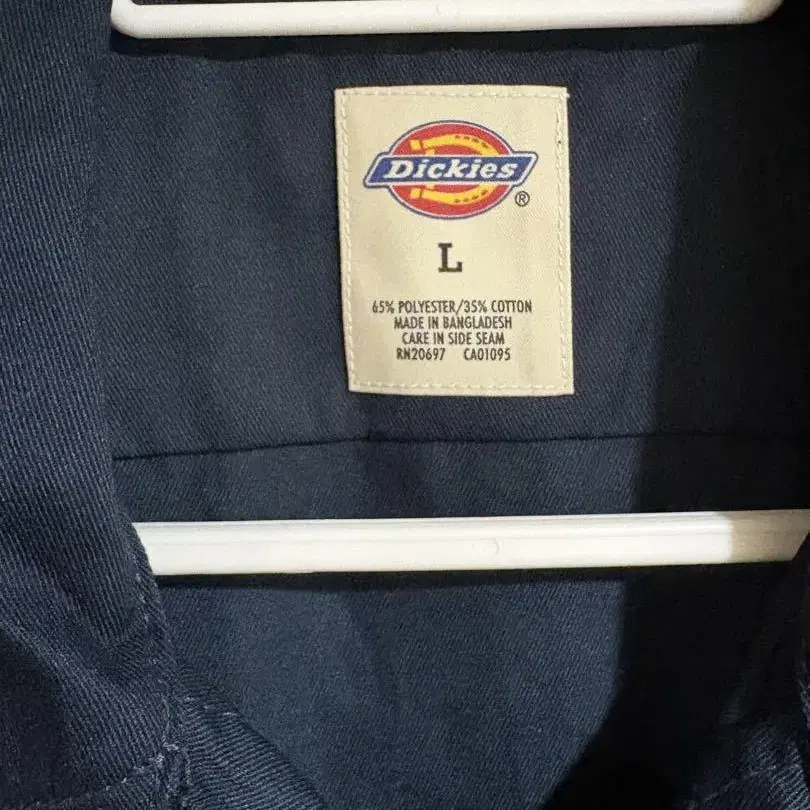 Dickies®
L
65% POLYESTER/35% COTTON
MADE IN BANGLADESH
CARE IN SIDE SEAM
RN20697 CA01095